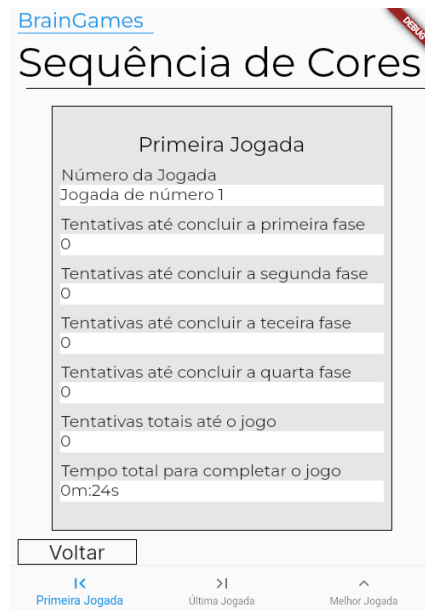 BrainGames
DEBUG
Sequência de Cores
Primeira Jogada
Número da Jogada
Jogada de número 1
Tentativas até concluir a primeira fase
0
Tentativas até concluir a segunda fase
0
Tentativas até concluir a teceira fase
0
Tentativas até concluir a quarta fase
0
Tentativas totais até o jogo
0
Tempo total para completar o jogo
0m:24s
Voltar
Primeira Jogada
Última Jogada
Melhor Jogada